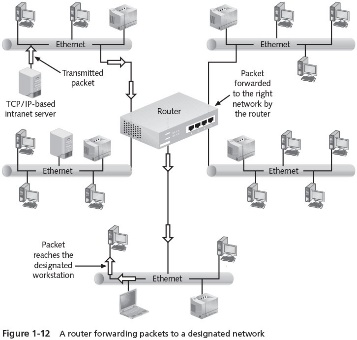 Ethernet
Ethernet
Transmitted
packet
TCP/IP-based
intranet server
Router
Packet
forwarded
to the right
network by
the router
Ethernet
Ethernet
Packet
reaches the
designated
workstation
Ethernet
Figure 1-12 A router forwarding packets to a designated network